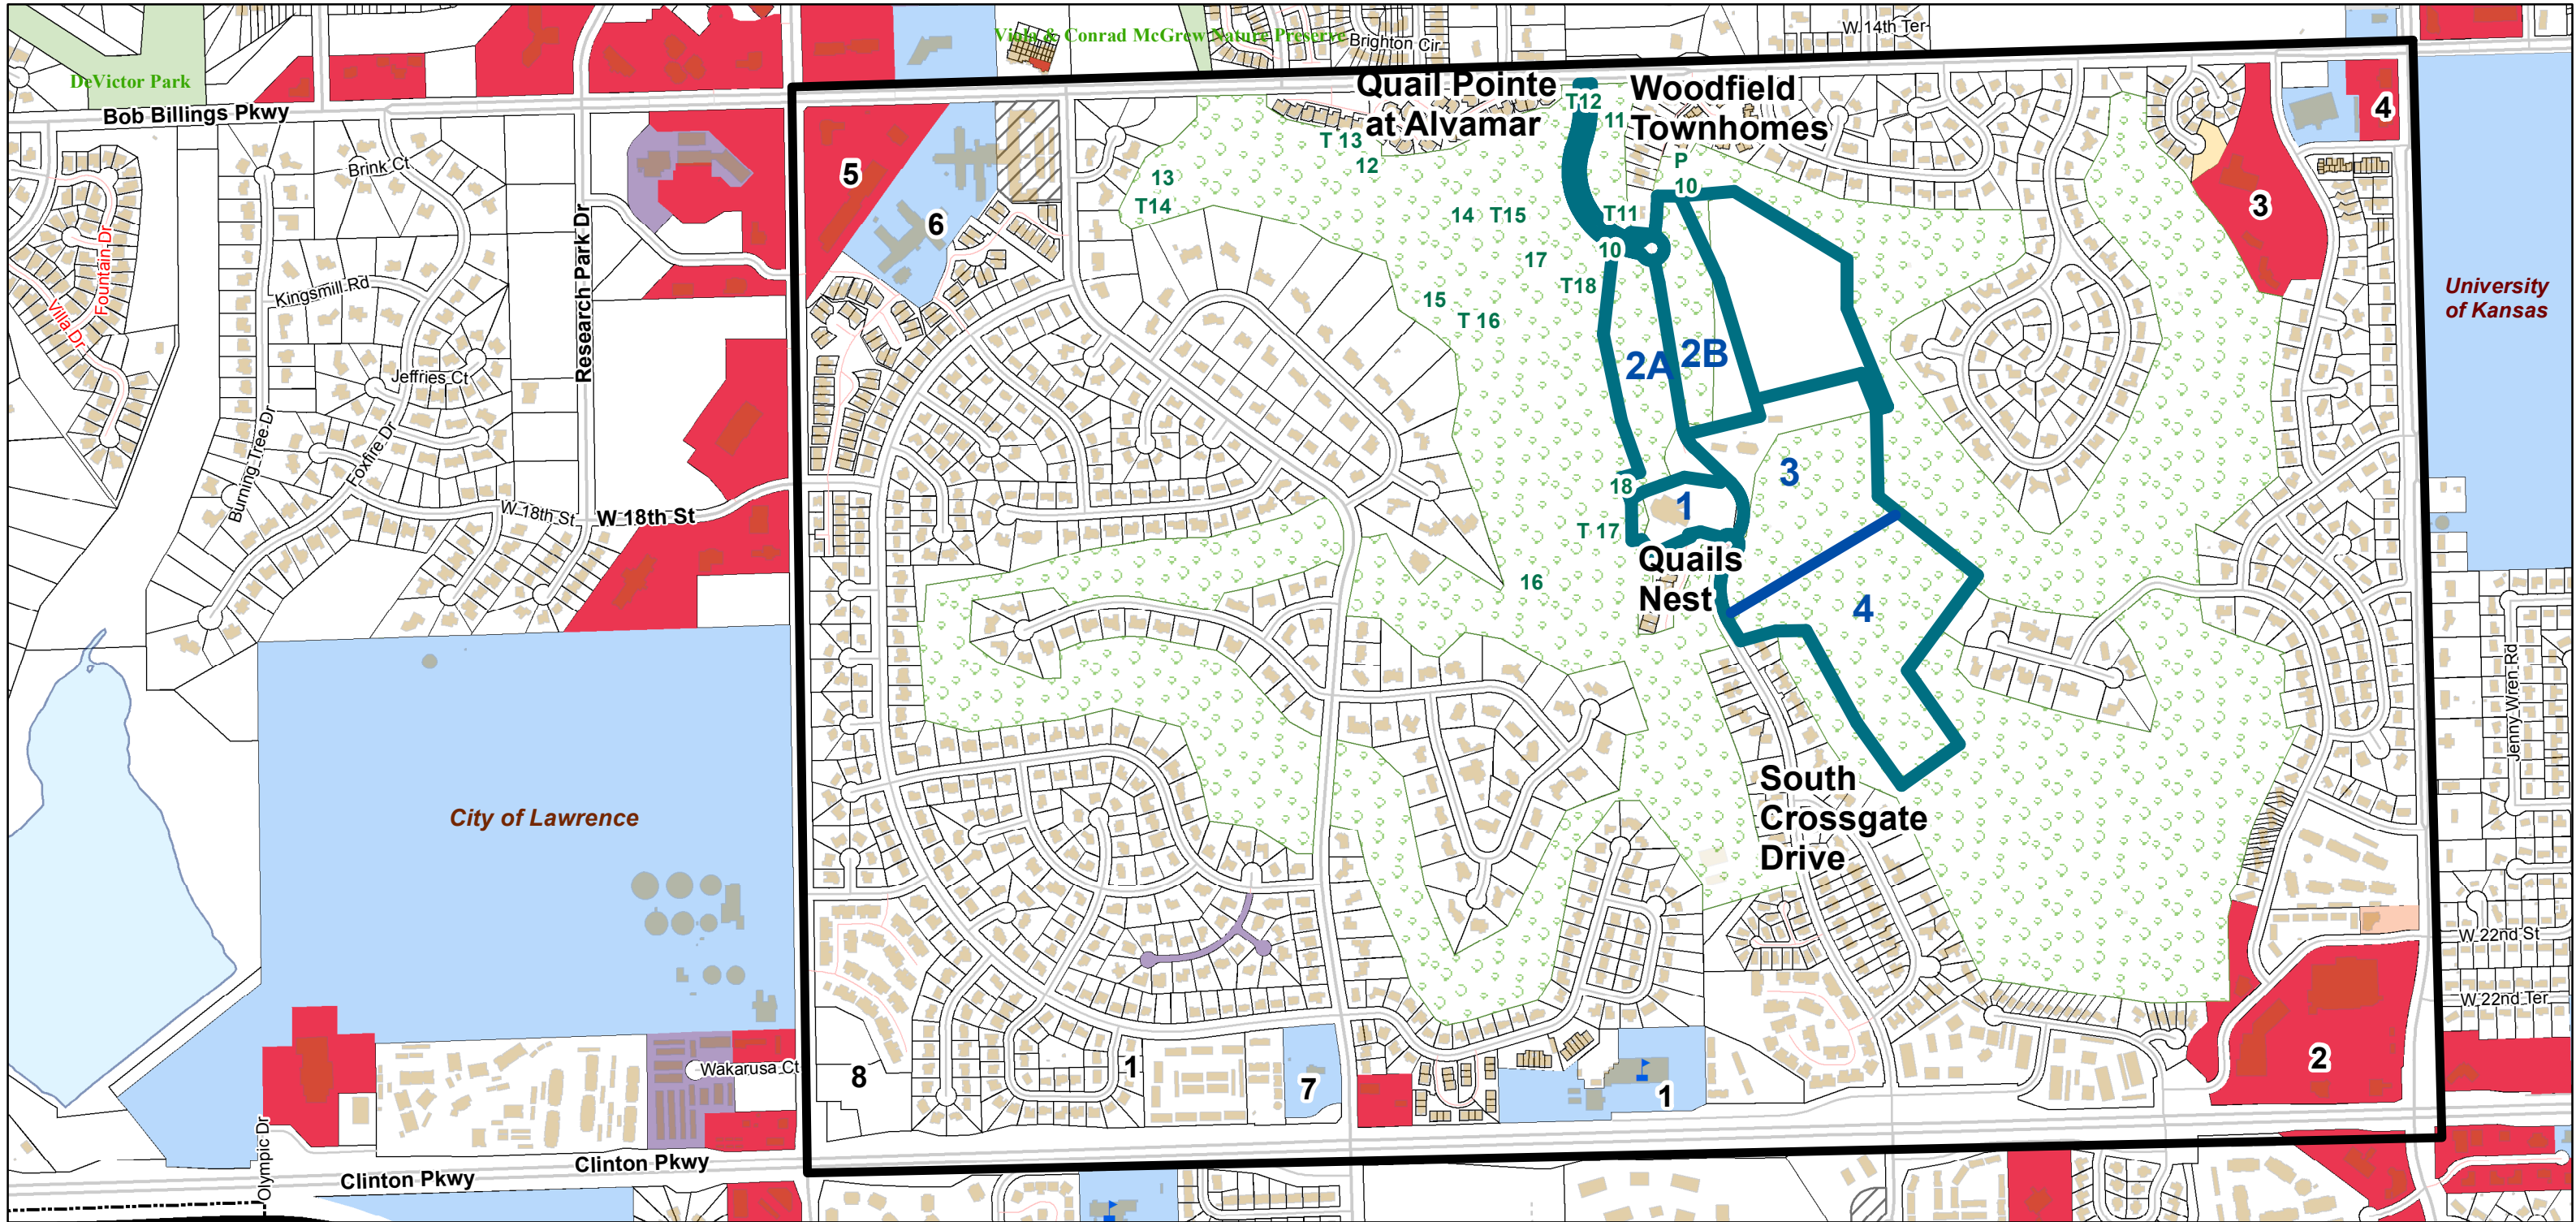 Viola & Conrad McGrew Nature Preserve
Brighton Cir
W 14th Ter
DeVictor Park
Bob Billings Pkwy
Quail Pointe
at Alvamar
Woodfield
Townhomes
T12
11
T 13
12
P
10
4
5
6
13
T14
14
T15
T11
10
17
T18
15
T 16
3
Brink Ct
Fountain Dr
Villa Dr
Kingsmill Rd
Research Park Dr
Jeffries Ct
Burning Tree Dr
Foxfire Dr
W 18th St
W 18th St
University
of Kansas
2A
2B
3
18
1
T 17
Quails
Nest
16
4
Jenny Wren Rd
South
Crossgate
Drive
City of Lawrence
W 22nd St
W 22nd Ter
Wakarusa Ct
8
1
7
1
2
Olympic Dr
Clinton Pkwy
Clinton Pkwy